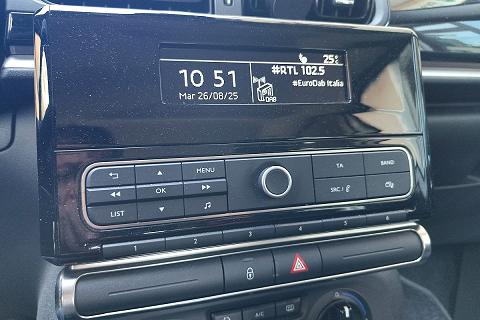 25°C
10 51
#RTL 102.5
Mar 26/08/25
DAB
#EuroDab Italia
MENU
TA
BAND
OK
SRC /
LIST
1 2 3 4 5 6
A/C